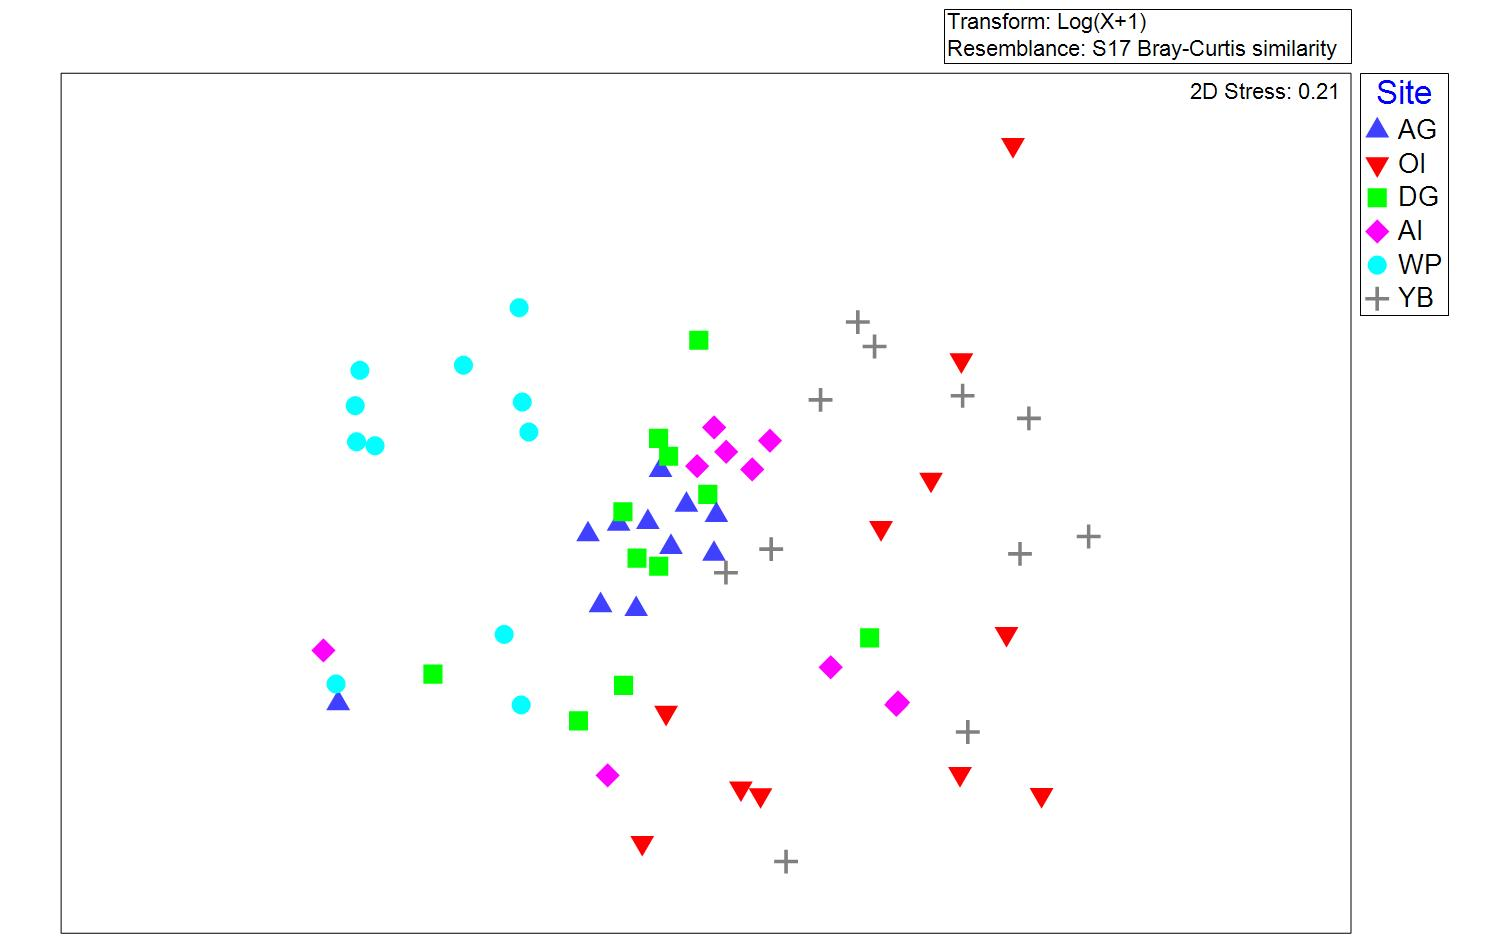 Transform: Log(X+1)
Resemblance: S17 Bray-Curtis similarity
2D Stress: 0.21
Site
AG
OI
DG
AI
WP
YB